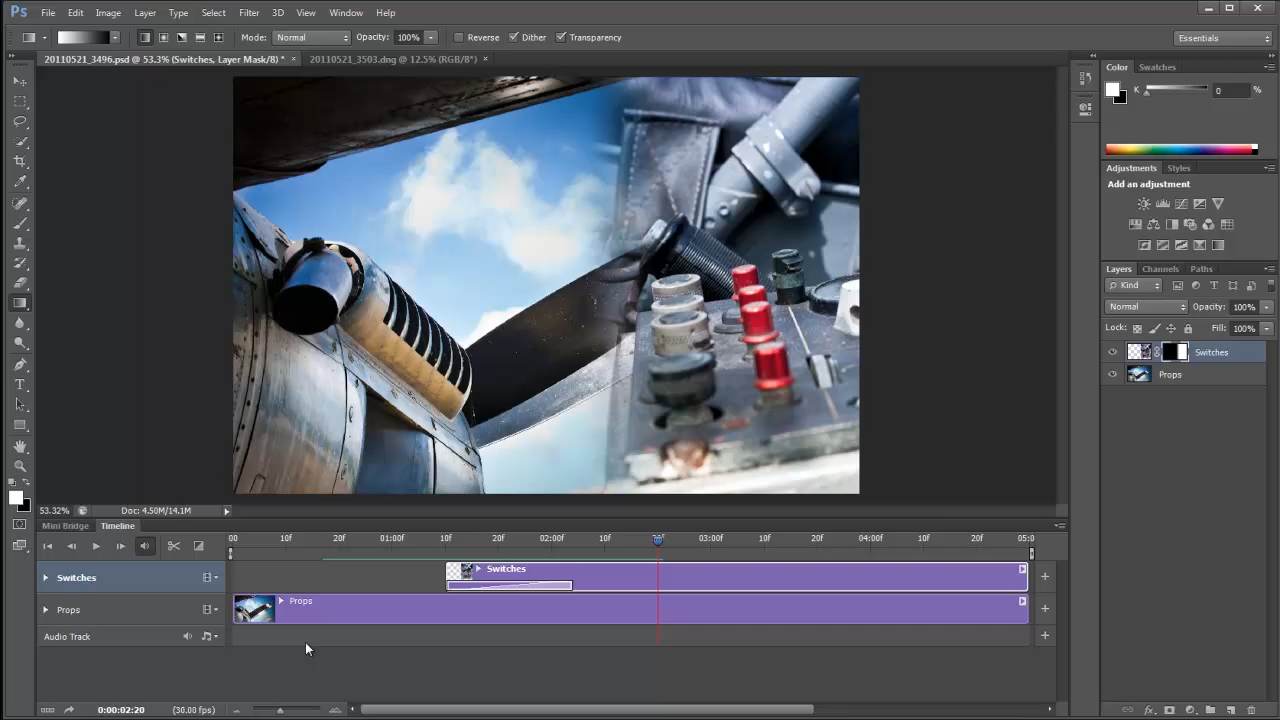 Ps File Edit Image Layer Type Select Filter 3D View Window Help
Mode: Normal Opacity: 100% Reverse Dither Transparency Essentials
20110521_3496.psd @ 53.3% (Switches, Layer Mask/8) * × 20110521_3503.dng @ 12.5% (RGB/8*) ×
Color Swatches
K 0 %
Adjustments Styles
Add an adjustment
Layers Channels Paths
Kind
Normal Opacity: 100%
Lock: Fill: 100%
Switches
Props
53.32% Doc: 4.50M/14.1M
Mini Bridge Timeline
00 10f 20f 01:00f 10f 20f 02:00f 10f 03:00f 10f 20f 04:00f 10f 20f 05:0
Switches Switches
Props Props
Audio Track
0:00:02:20 (30.00 fps)